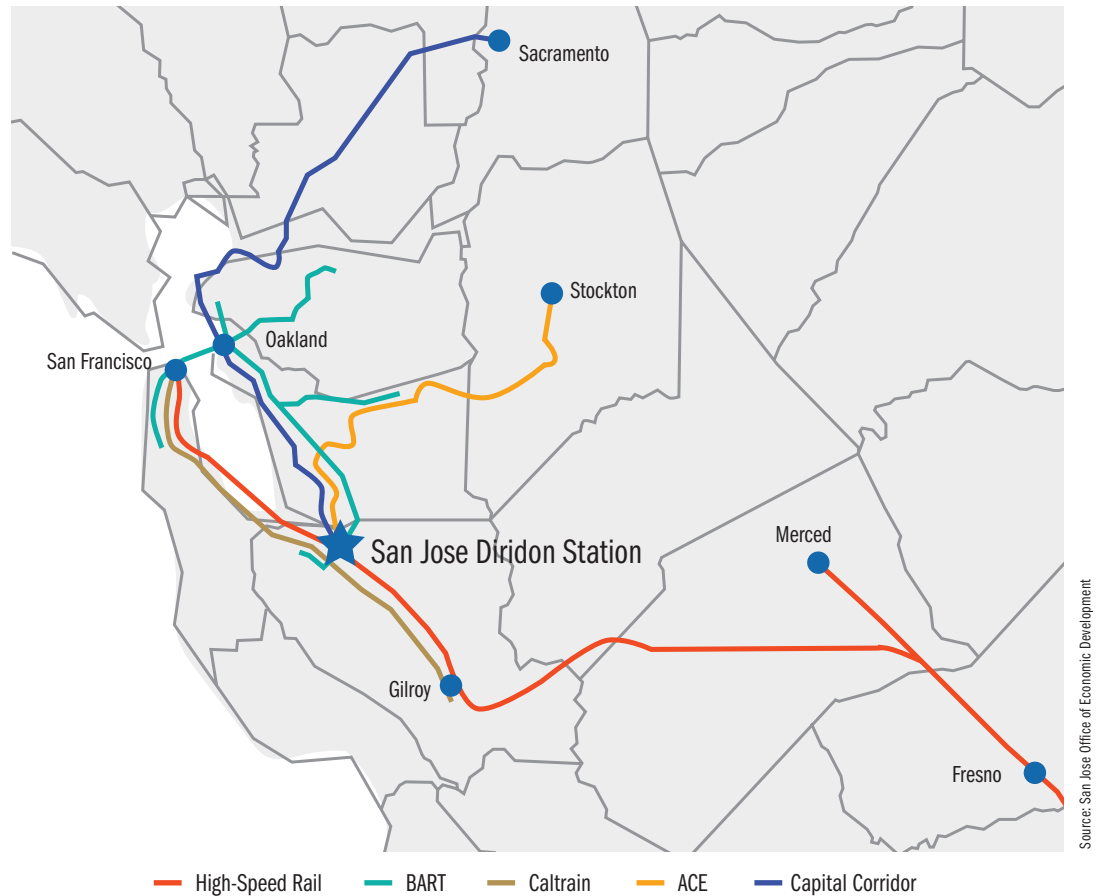 Sacramento
Stockton
Oakland
San Francisco
San Jose Diridon Station
Merced
Gilroy
Fresno
Source: San Jose Office of Economic Development
High-Speed Rail
BART
Caltrain
ACE
Capital Corridor